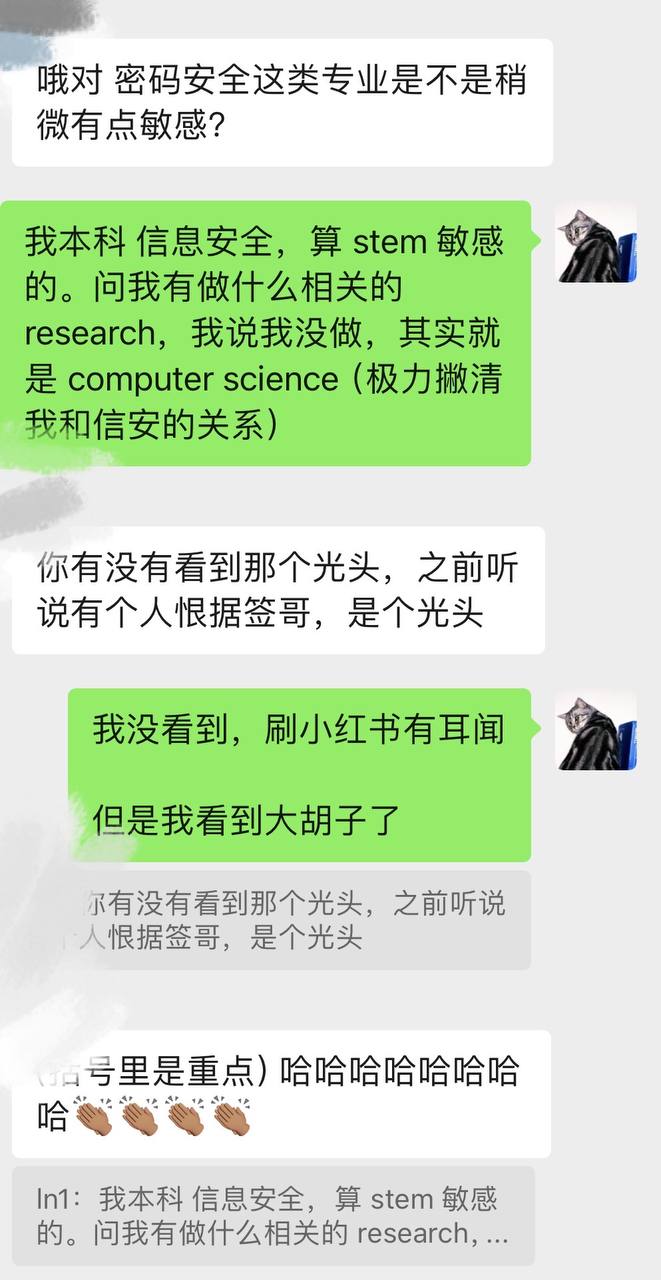 哦对 密码安全这类专业是不是稍
微有点敏感?
我本科 信息安全，算 stem 敏感
的。问我有做什么相关的
research，我说我没做，其实就
是 computer science（极力撇清
我和信安的关系）
你有没有看到那个光头，之前听
说有个人恨据签哥，是个光头
我没看到，刷小红书有耳闻
但是我看到大胡子了
你有没有看到那个光头，之前听说
个人恨据签哥，是个光头
(括号里是重点) 哈哈哈哈哈哈哈
哈👏🏽👏🏽👏🏽👏🏽
In1：我本科 信息安全，算 stem 敏感
的。问我有做什么相关的 research，...